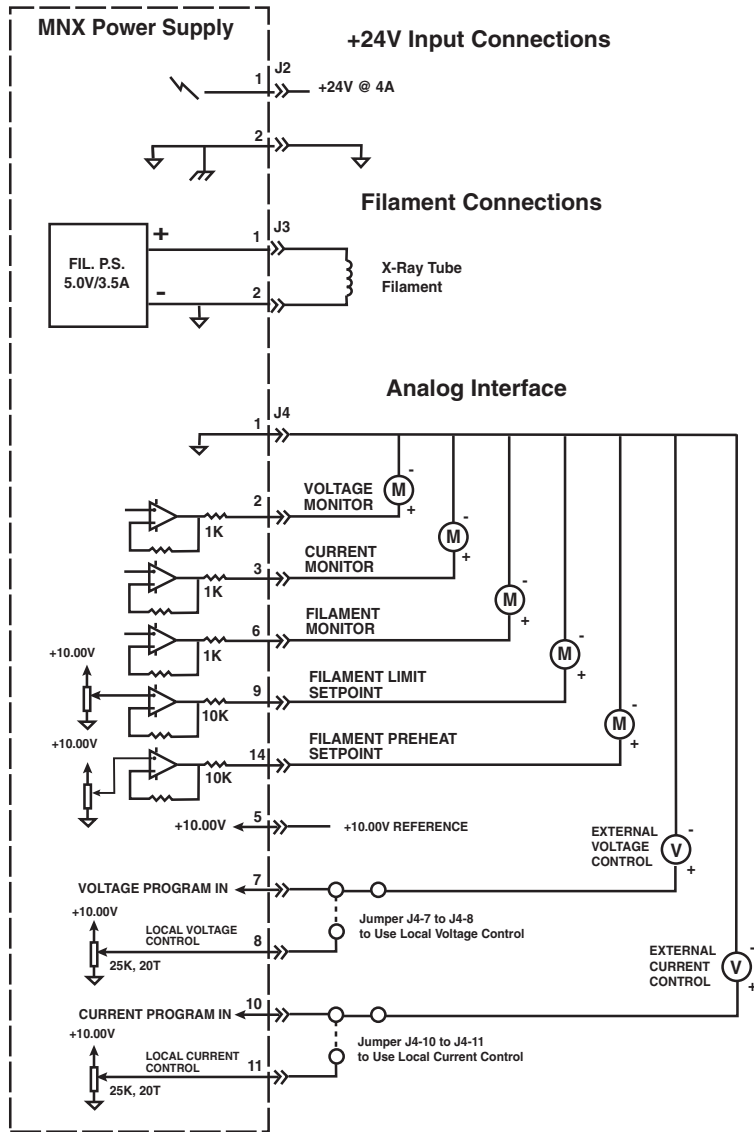 MNX Power Supply
+24V Input Connections
1 J2
+24V @ 4A
2
Filament Connections
FIL. P.S.
5.0V/3.5A
+
-
1 J3
2
X-Ray Tube
Filament
Analog Interface
1 J4
1K
2
VOLTAGE
MONITOR
M
-
+
1K
3
CURRENT
MONITOR
M
-
+
1K
6
FILAMENT
MONITOR
M
-
+
+10.00V
10K
9
FILAMENT LIMIT
SETPOINT
M
-
+
+10.00V
10K
14
FILAMENT PREHEAT
SETPOINT
M
-
+
+10.00V
5
+10.00V REFERENCE
EXTERNAL
VOLTAGE
CONTROL
V
-
+
VOLTAGE PROGRAM IN
7
+10.00V
LOCAL VOLTAGE
CONTROL
8
25K, 20T
Jumper J4-7 to J4-8
to Use Local Voltage Control
EXTERNAL
CURRENT
CONTROL
V
-
+
CURRENT PROGRAM IN
10
+10.00V
LOCAL CURRENT
CONTROL
11
25K, 20T
Jumper J4-10 to J4-11
to Use Local Current Control